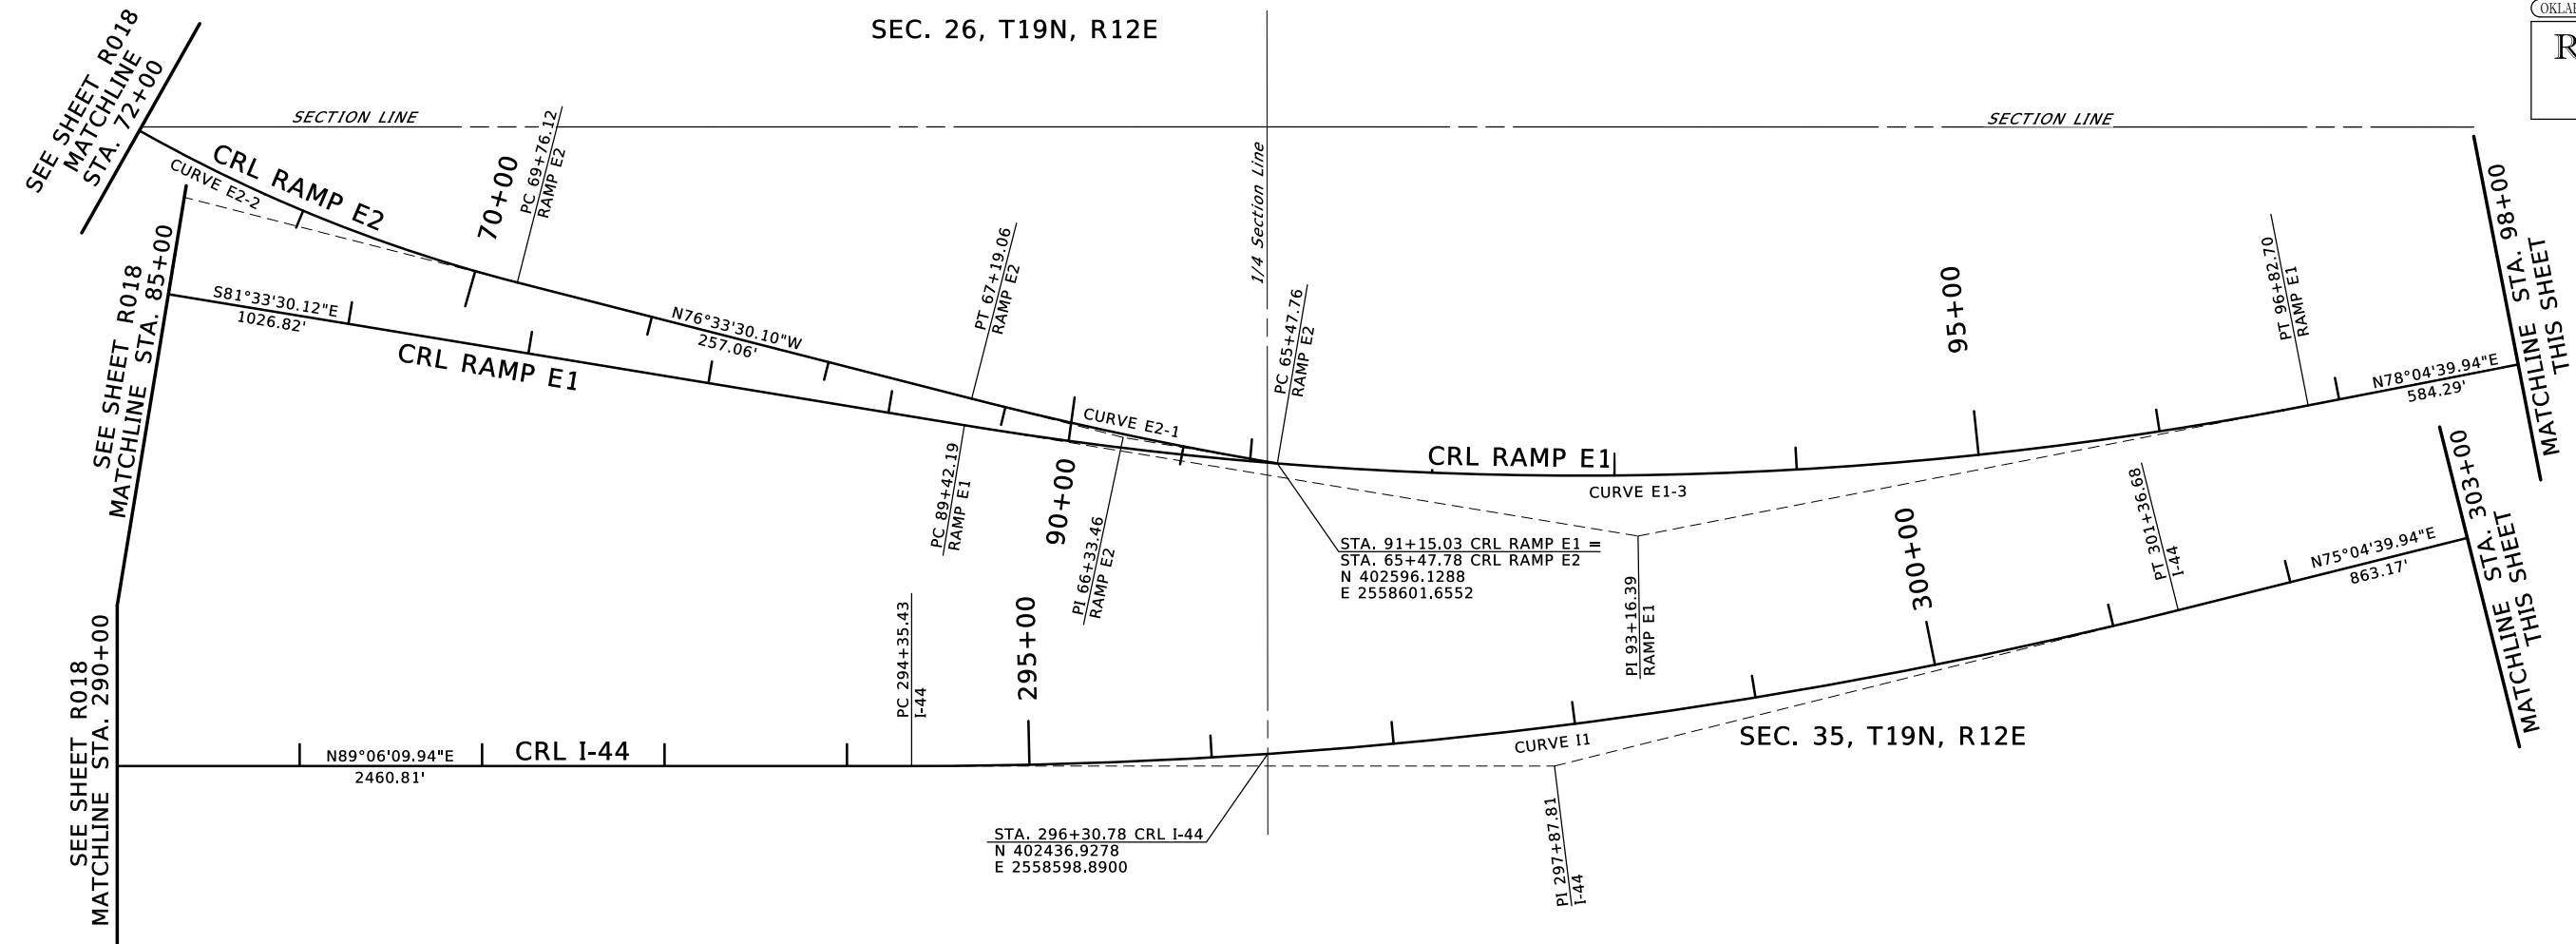 SEC. 26, T19N, R12E
SEE SHEET R018
MATCHLINE
STA. 72+00
SECTION LINE
SECTION LINE
CRL RAMP E2
CURVE E2-2
70+00
PC 69+76.12
RAMP E2
1/4 Section Line
SEE SHEET R018
MATCHLINE STA. 85+00
S81°33'30.12"E
1026.82'
CRL RAMP E1
N76°33'30.10"W
257.06'
PT 67+19.06
RAMP E2
PC 65+47.76
RAMP E2
CURVE E2-1
PC 89+42.19
RAMP E1
90+00
PI 66+33.46
RAMP E2
CRL RAMP E1
CURVE E1-3
95+00
PT 96+82.70
RAMP E1
N78°04'39.94"E
584.29'
MATCHLINE STA. 98+00
THIS SHEET
STA. 91+15.03 CRL RAMP E1 =
STA. 65+47.78 CRL RAMP E2
N 402596.1288
E 2558601.6552
PI 93+16.39
RAMP E1
300+00
PT 301+36.68
I-44
N75°04'39.94"E
863.17'
MATCHLINE STA. 303+00
THIS SHEET
SEE SHEET R018
MATCHLINE STA. 290+00
N89°06'09.94"E
2460.81'
CRL I-44
PC 294+35.43
I-44
295+00
CURVE I1
SEC. 35, T19N, R12E
STA. 296+30.78 CRL I-44
N 402436.9278
E 2558598.8900
PI 297+87.81
I-44